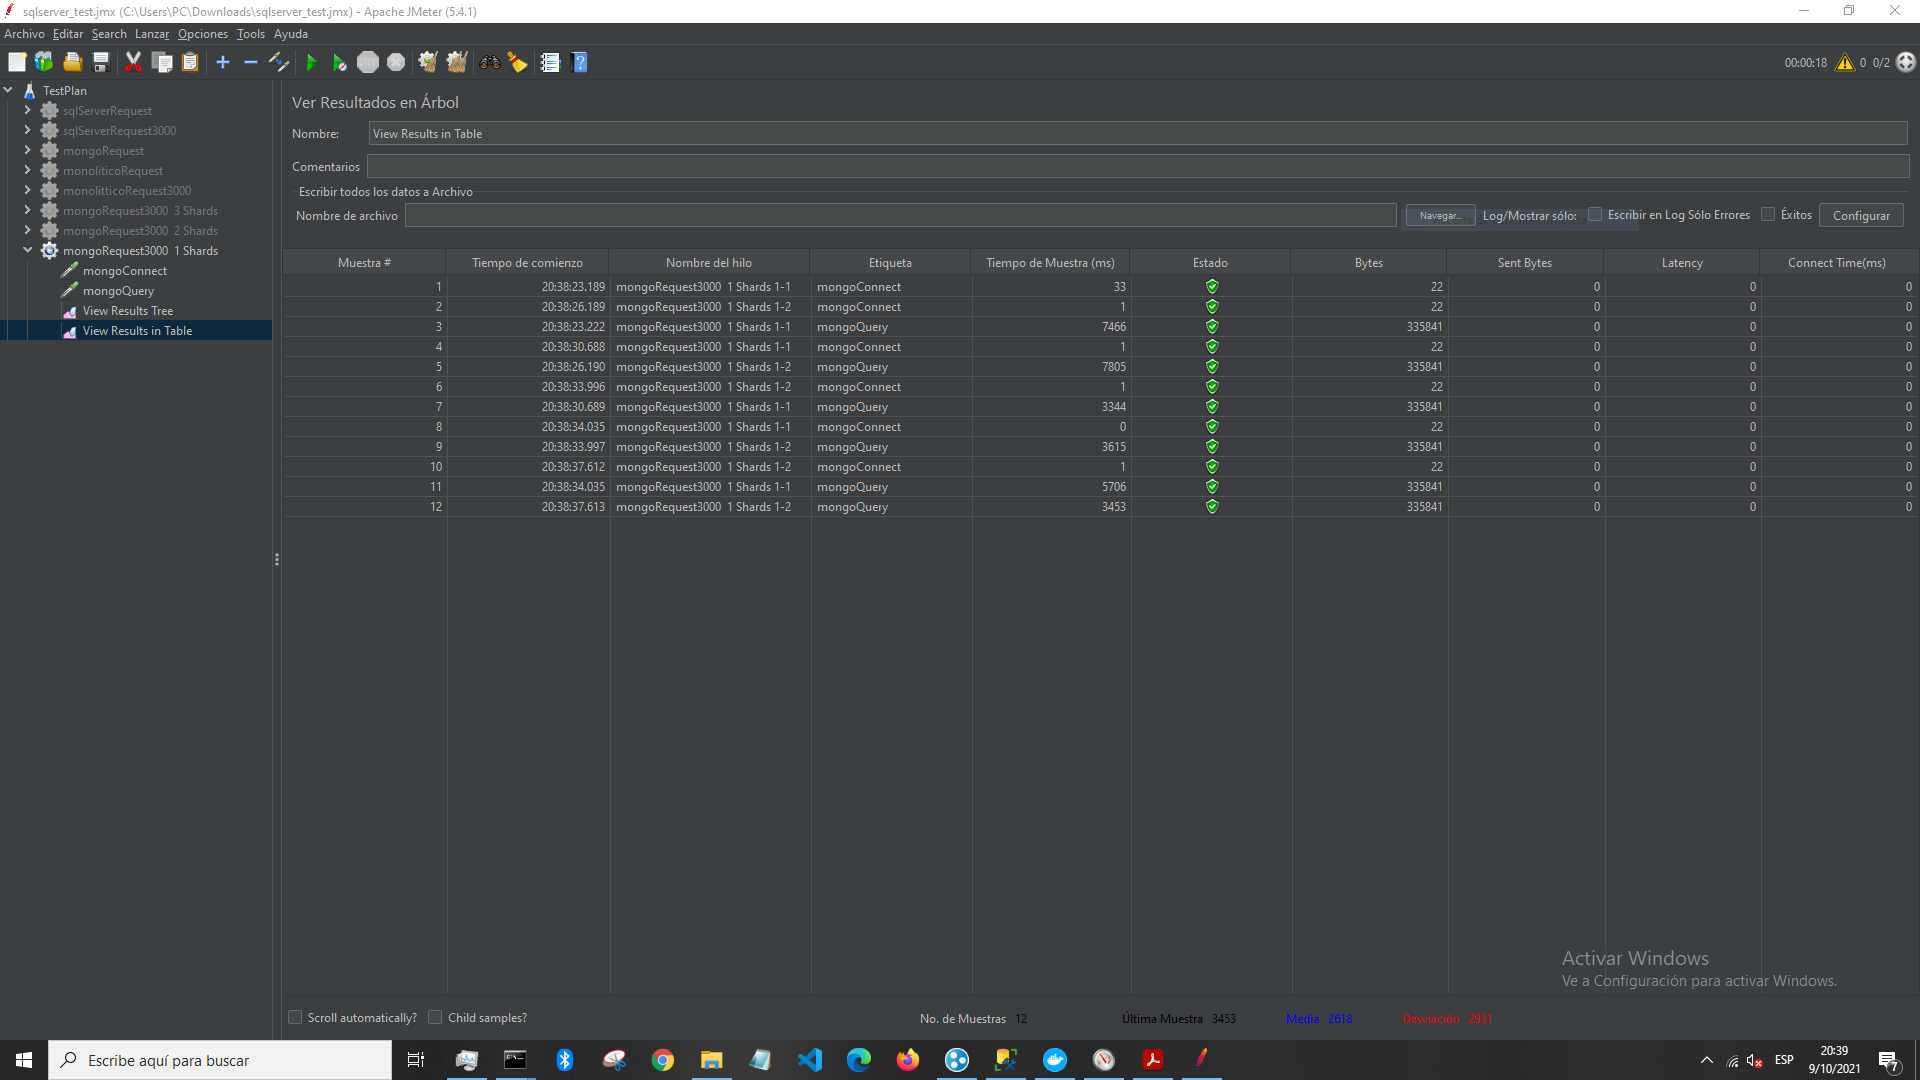 sqlserver_test.jmx (C:\Users\PC\Downloads\sqlserver_test.jmx) - Apache JMeter (5.4.1)
Archivo Editar Search Lanzar Opciones Tools Ayuda
00:00:18 0 0/2
TestPlan
sqlServerRequest
sqlServerRequest3000
mongoRequest
monoliticoRequest
monolitticoRequest3000
mongoRequest3000 3 Shards
mongoRequest3000 2 Shards
mongoRequest3000 1 Shards
mongoConnect
mongoQuery
View Results Tree
View Results in Table
Ver Resultados en Árbol
Nombre: View Results in Table
Comentarios
Escribir todos los datos a Archivo
Nombre de archivo Navegar... Log/Mostrar sólo: Escribir en Log Sólo Errores Éxitos Configurar
Muestra # Tiempo de comienzo Nombre del hilo Etiqueta Tiempo de Muestra (ms) Estado Bytes Sent Bytes Latency Connect Time(ms)
1 20:38:23.189 mongoRequest3000 1 Shards 1-1 mongoConnect 33 22 0 0 0
2 20:38:26.189 mongoRequest3000 1 Shards 1-2 mongoConnect 1 22 0 0 0
3 20:38:23.222 mongoRequest3000 1 Shards 1-1 mongoQuery 7466 335841 0 0 0
4 20:38:30.688 mongoRequest3000 1 Shards 1-1 mongoConnect 1 22 0 0 0
5 20:38:26.190 mongoRequest3000 1 Shards 1-2 mongoQuery 7805 335841 0 0 0
6 20:38:33.996 mongoRequest3000 1 Shards 1-2 mongoConnect 1 22 0 0 0
7 20:38:30.689 mongoRequest3000 1 Shards 1-1 mongoQuery 3344 335841 0 0 0
8 20:38:34.035 mongoRequest3000 1 Shards 1-1 mongoConnect 0 22 0 0 0
9 20:38:33.997 mongoRequest3000 1 Shards 1-2 mongoQuery 3615 335841 0 0 0
10 20:38:37.612 mongoRequest3000 1 Shards 1-2 mongoConnect 1 22 0 0 0
11 20:38:34.035 mongoRequest3000 1 Shards 1-1 mongoQuery 5706 335841 0 0 0
12 20:38:37.613 mongoRequest3000 1 Shards 1-2 mongoQuery 3453 335841 0 0 0
Activar Windows
Ve a Configuración para activar Windows.
Scroll automatically? Child samples? No. de Muestras 12 Última Muestra 3453 Media 2618 Desviación 2931
Escribe aquí para buscar
ESP
20:39
9/10/2021
7